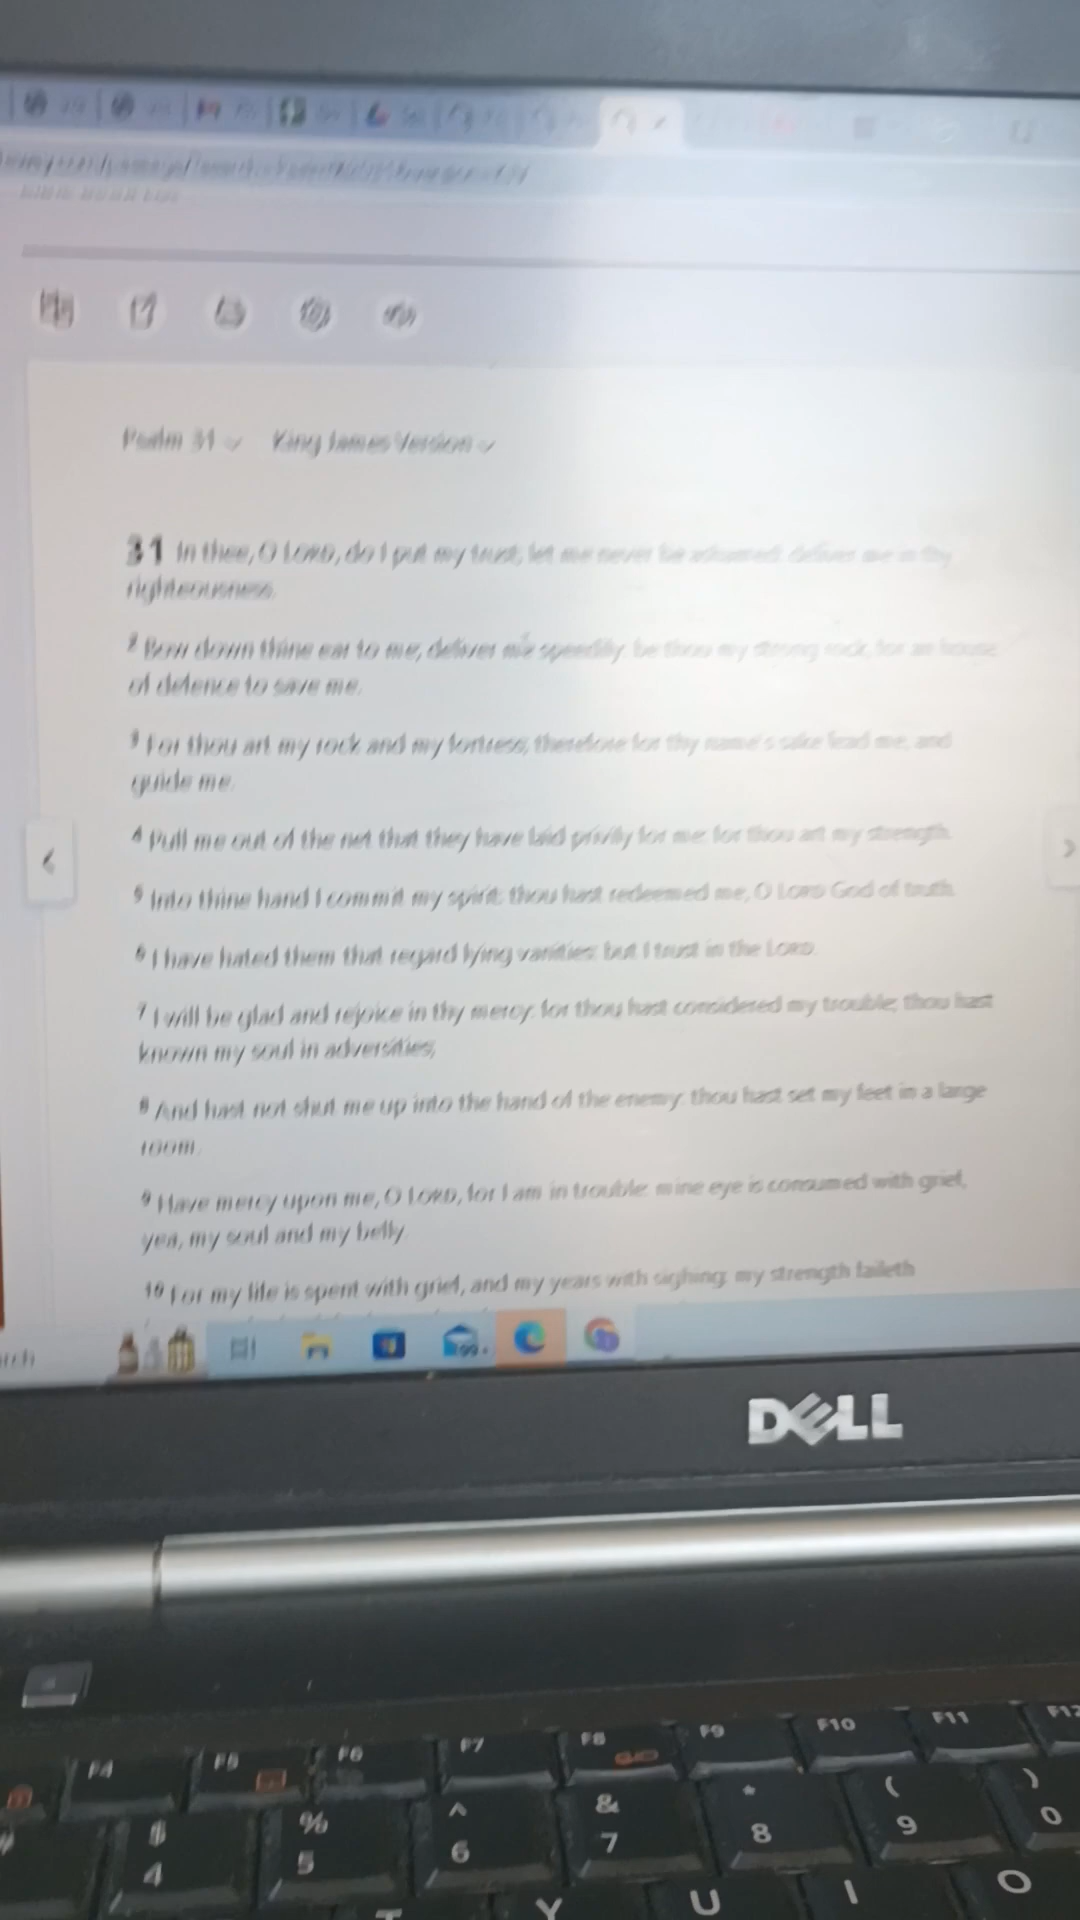 Psalm 31 King James Version
31 In thee, O LORD, do I put my trust; let me never be ashamed: deliver me in thy
righteousness.
2 Bow down thine ear to me; deliver me speedily: be thou my strong rock, for an house
of defence to save me.
3 For thou art my rock and my fortress; therefore for thy name's sake lead me, and
guide me.
4 Pull me out of the net that they have laid privily for me: for thou art my strength.
5 Into thine hand I commit my spirit: thou hast redeemed me, O LORD God of truth.
6 I have hated them that regard lying vanities: but I trust in the LORD.
7 I will be glad and rejoice in thy mercy: for thou hast considered my trouble; thou hast
known my soul in adversities;
8 And hast not shut me up into the hand of the enemy: thou hast set my feet in a large
room.
9 Have mercy upon me, O LORD, for I am in trouble: mine eye is consumed with grief,
yea, my soul and my belly.
10 For my life is spent with grief, and my years with sighing: my strength faileth
DELL
F4 F5 F6 F7 F8 F9 F10 F11 F12
$ % ^ & * ( )
4 5 6 7 8 9 0
T Y U I O